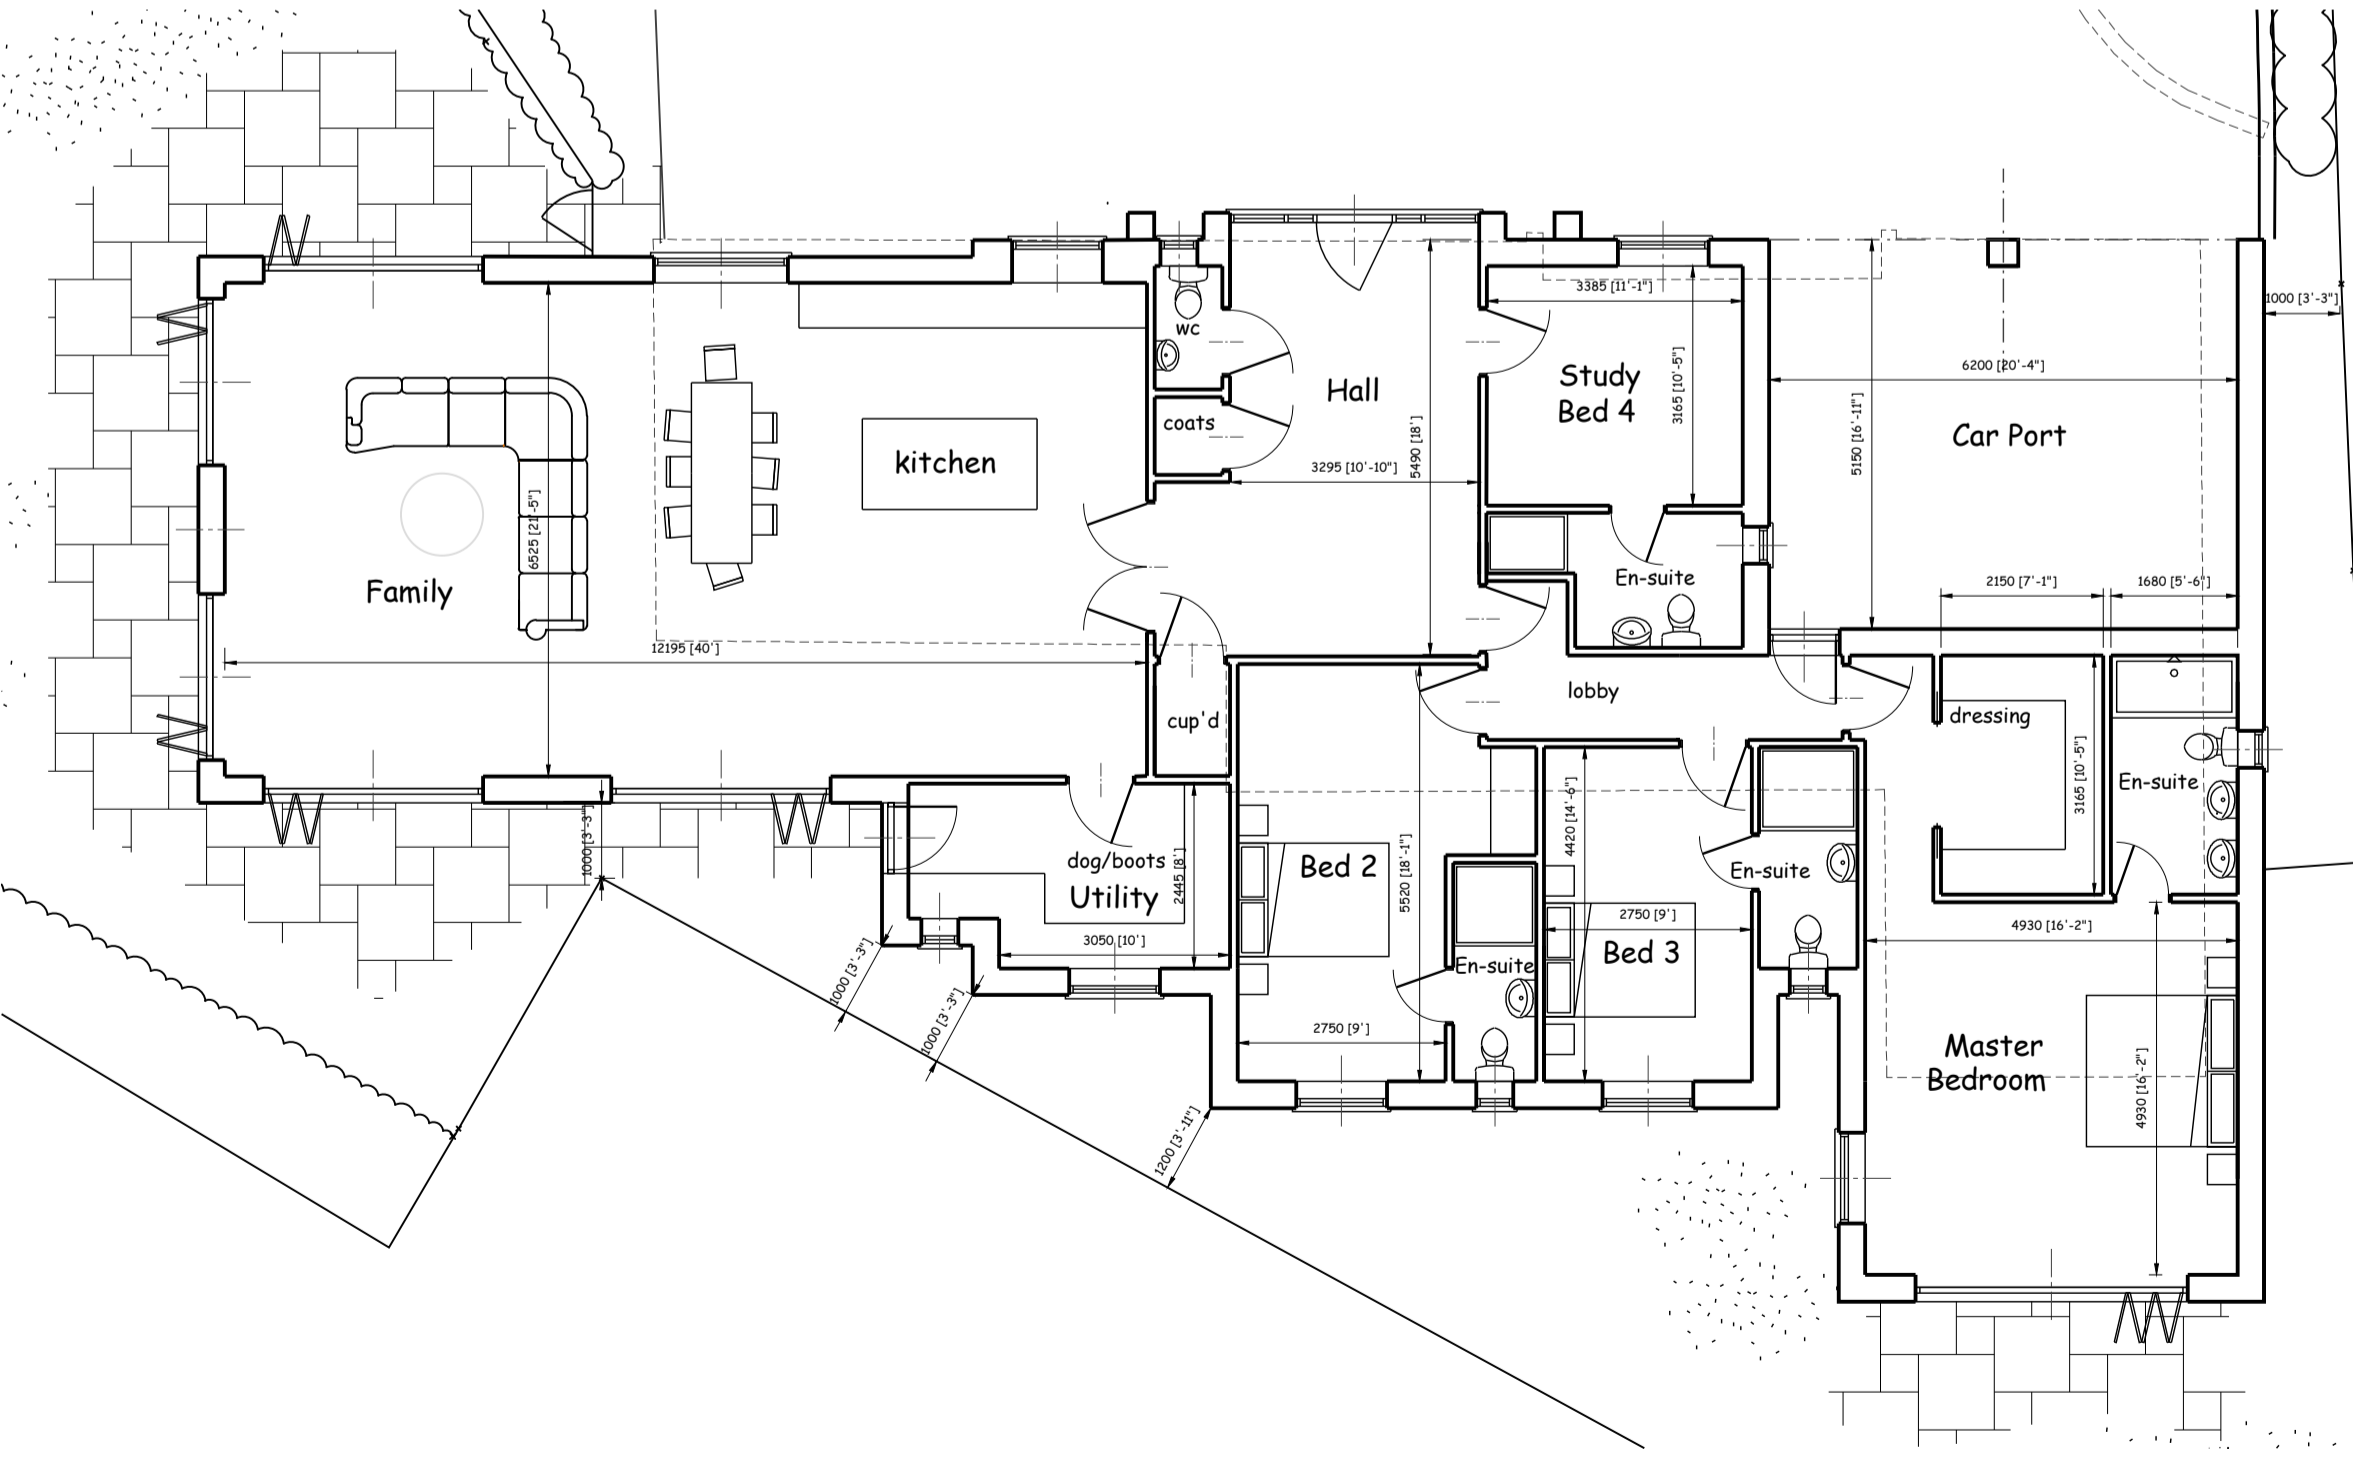 1000 [3'-3"]
3385 [11'-1"]
wc
Hall
Study
Bed 4
3165 [10'-5"]
6200 [20'-4"]
5150 [16'-11"]
Car Port
coats
kitchen
3295 [10'-10"]
5490 [18']
6525 [21'-5"]
Family
En-suite
2150 [7'-1"]
1680 [5'-6"]
12195 [40']
lobby
cup'd
dressing
3165 [10'-5"]
En-suite
1000 [3'-3"]
dog/boots
Utility
2445 [8']
3050 [10']
Bed 2
5520 [18'-1"]
4420 [14'-6"]
En-suite
2750 [9']
Bed 3
En-suite
2750 [9']
4930 [16'-2"]
1000 [3'-3"]
1000 [3'-3"]
1200 [3'-11"]
Master
Bedroom
4930 [16'-2"]